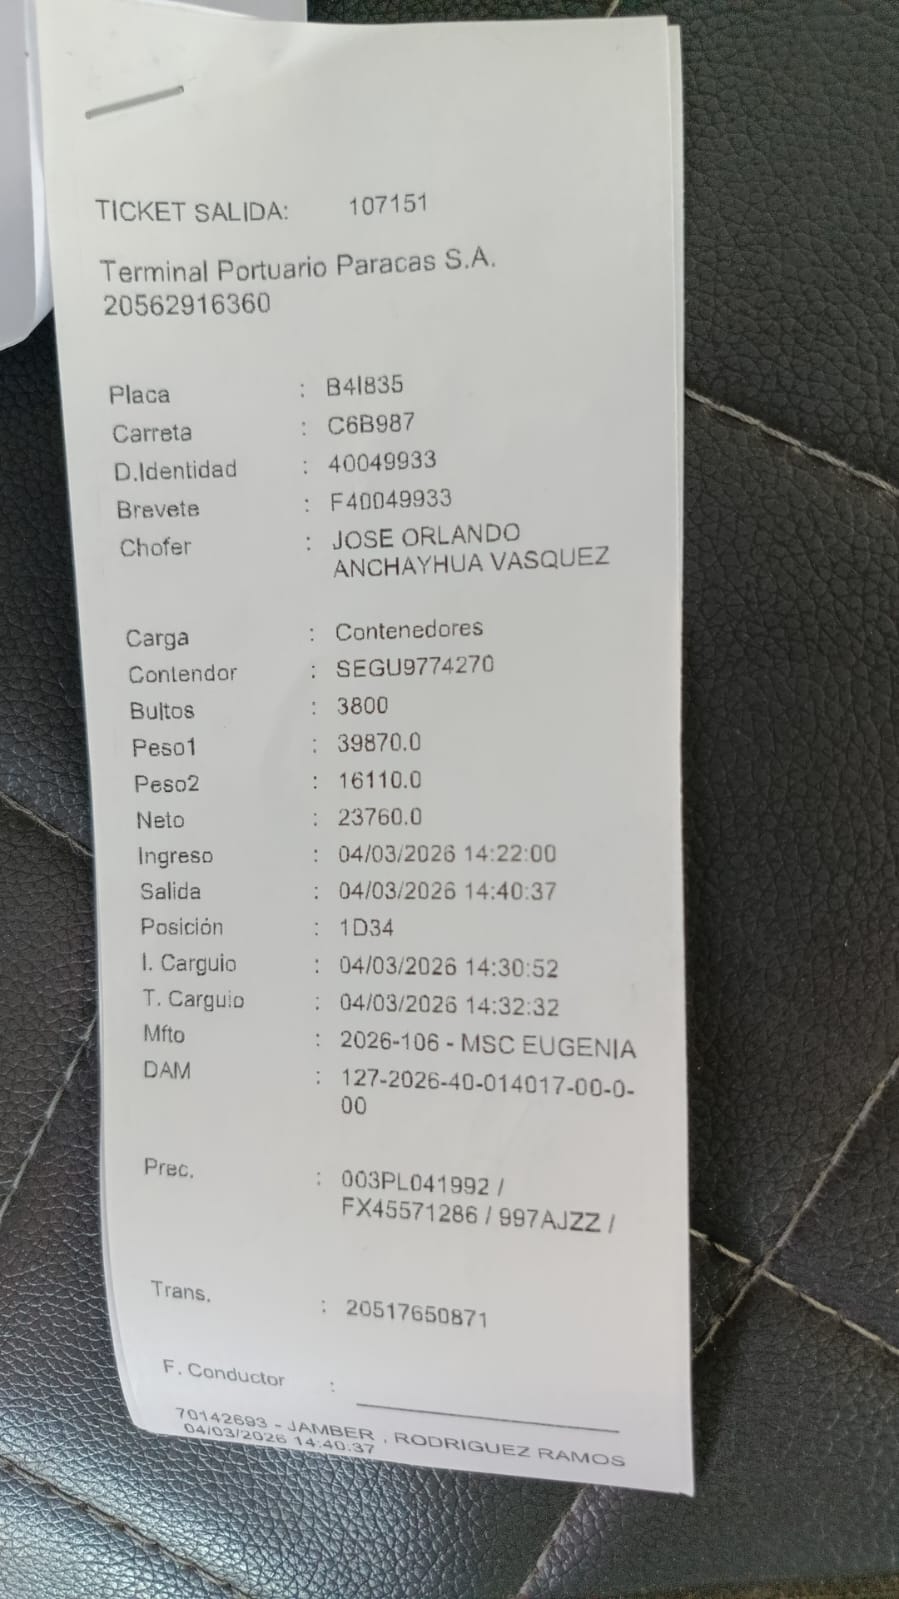 TICKET SALIDA: 107151
Terminal Portuario Paracas S.A.
20562916360
Placa : B4I835
Carreta : C6B987
D.Identidad : 40049933
Brevete : F40049933
Chofer : JOSE ORLANDO
ANCHAYHUA VASQUEZ
Carga : Contenedores
Contendor : SEGU9774270
Bultos : 3800
Peso1 : 39870.0
Peso2 : 16110.0
Neto : 23760.0
Ingreso : 04/03/2026 14:22:00
Salida : 04/03/2026 14:40:37
Posición : 1D34
I. Carguio : 04/03/2026 14:30:52
T. Carguio : 04/03/2026 14:32:32
Mfto : 2026-106 - MSC EUGENIA
DAM : 127-2026-40-014017-00-0-
00
Prec. : 003PL041992 /
FX45571286 / 997AJZZ /
Trans. : 20517650871
F. Conductor :
70142693 - JAMBER , RODRIGUEZ RAMOS
04/03/2026 14:40:37